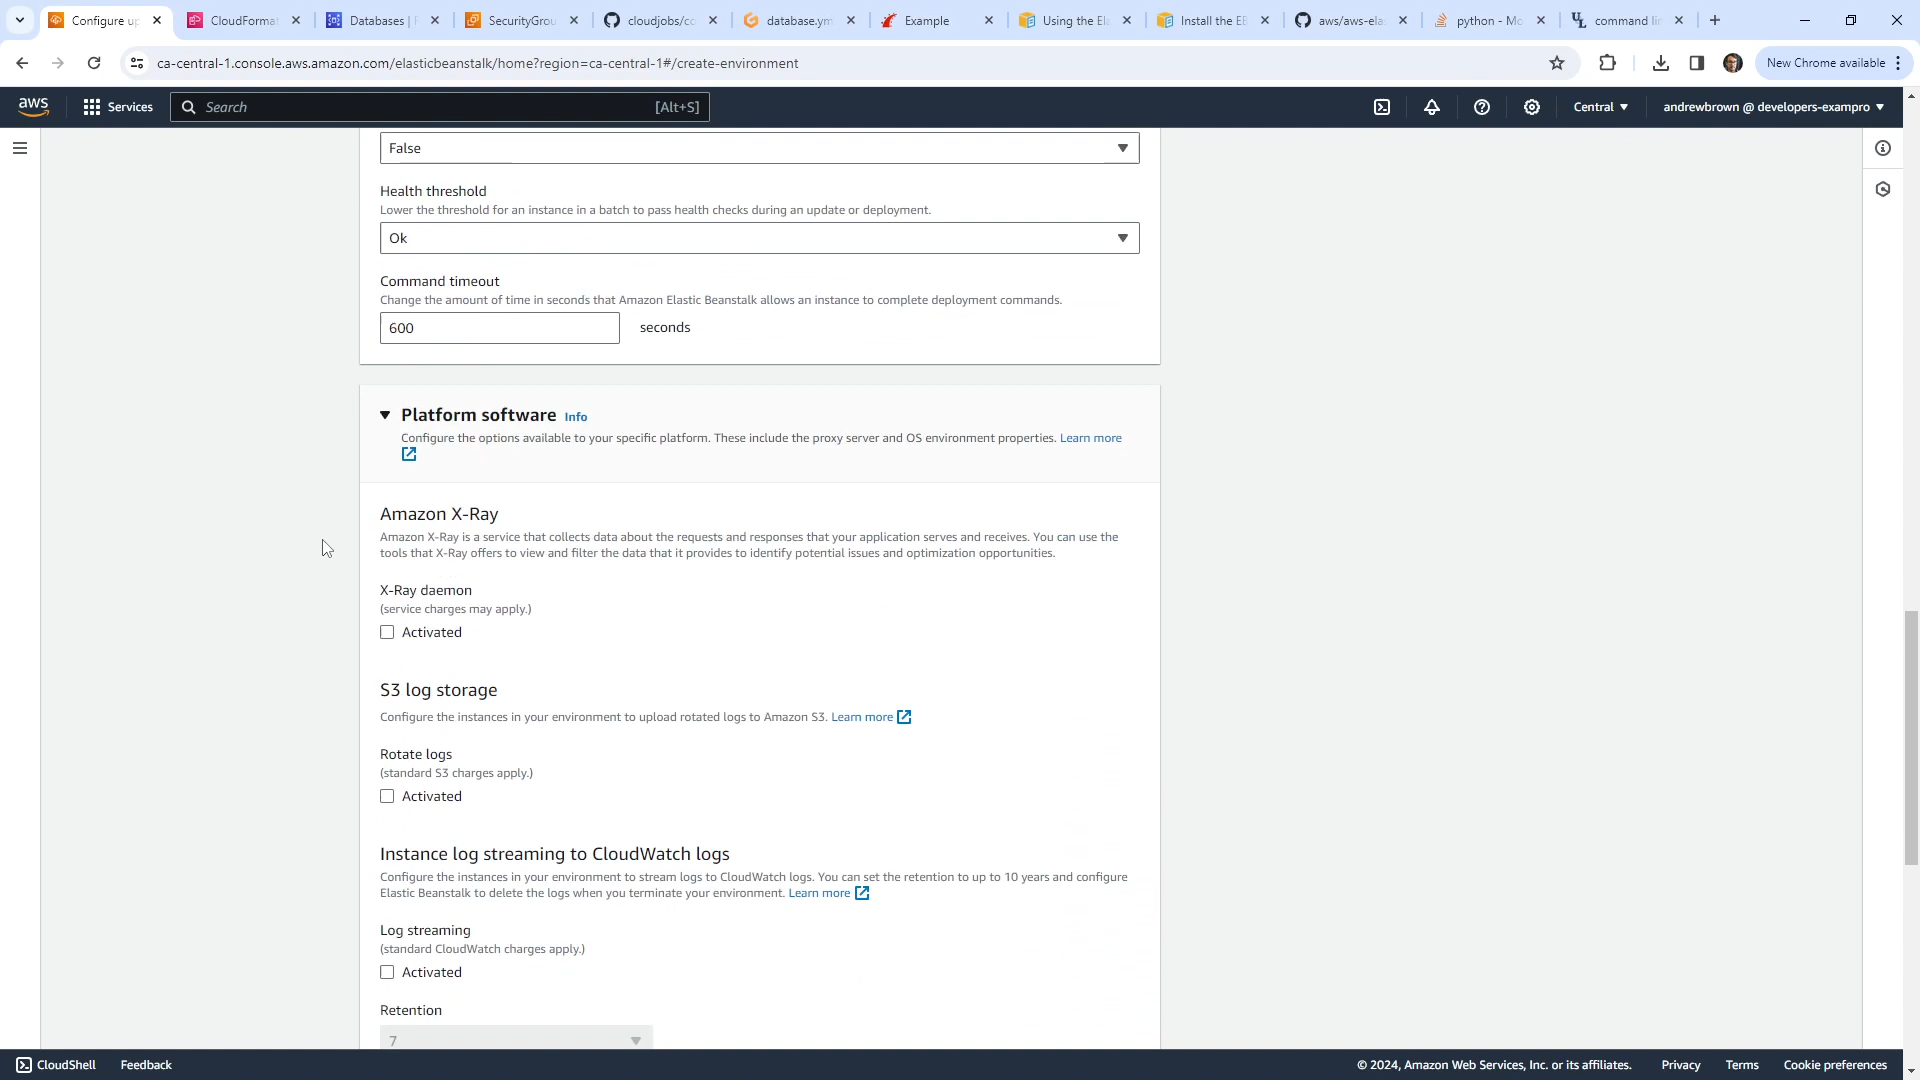 Configure up
CloudFormat
Databases | R
SecurityGrou
cloudjobs/co
database.ym
Example
Using the Ela
Install the EB
aws/aws-elas
python - Mo
command lin
ca-central-1.console.aws.amazon.com/elasticbeanstalk/home?region=ca-central-1#/create-environment
New Chrome available
aws
Services
Search
[Alt+S]
Central
andrewbrown @ developers-exampro
False
Health threshold
Lower the threshold for an instance in a batch to pass health checks during an update or deployment.
Ok
Command timeout
Change the amount of time in seconds that Amazon Elastic Beanstalk allows an instance to complete deployment commands.
600 seconds
Platform software Info
Configure the options available to your specific platform. These include the proxy server and OS environment properties. Learn more
Amazon X-Ray
Amazon X-Ray is a service that collects data about the requests and responses that your application serves and receives. You can use the
tools that X-Ray offers to view and filter the data that it provides to identify potential issues and optimization opportunities.
X-Ray daemon
(service charges may apply.)
Activated
S3 log storage
Configure the instances in your environment to upload rotated logs to Amazon S3. Learn more
Rotate logs
(standard S3 charges apply.)
Activated
Instance log streaming to CloudWatch logs
Configure the instances in your environment to stream logs to CloudWatch logs. You can set the retention to up to 10 years and configure
Elastic Beanstalk to delete the logs when you terminate your environment. Learn more
Log streaming
(standard CloudWatch charges apply.)
Activated
Retention
7
CloudShell
Feedback
© 2024, Amazon Web Services, Inc. or its affiliates.
Privacy
Terms
Cookie preferences